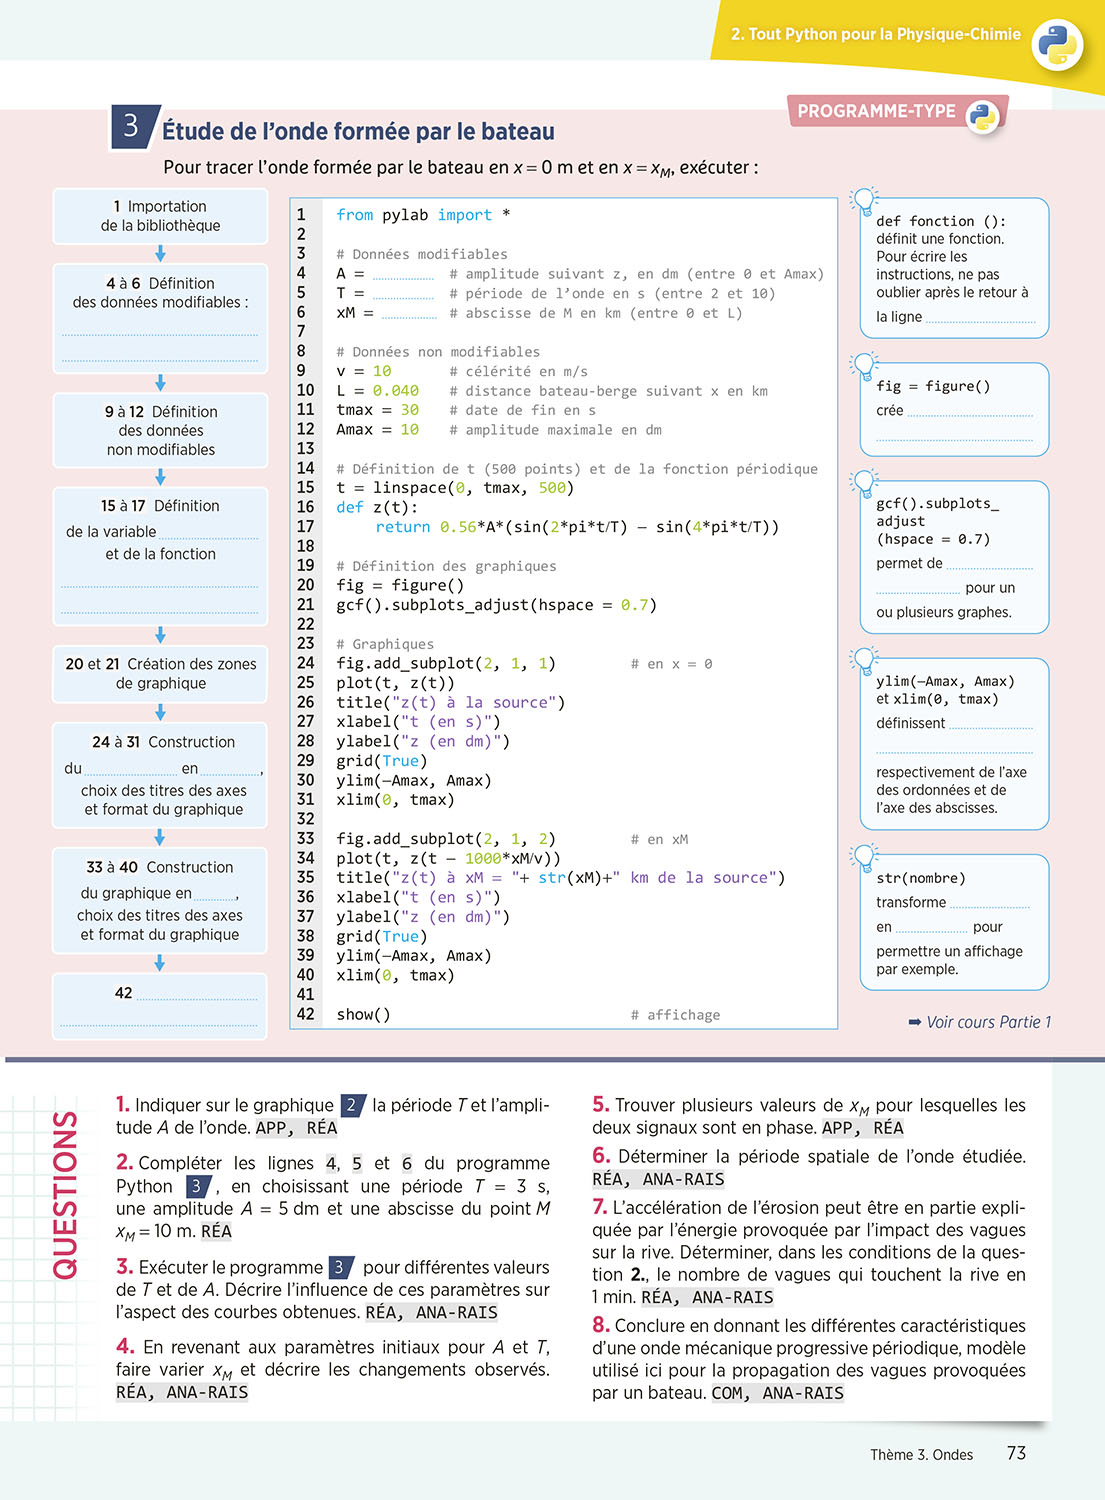 2. Tout Python pour la Physique-Chimie
PROGRAMME-TYPE
3 Étude de l'onde formée par le bateau
Pour tracer l'onde formée par le bateau en x = 0 m et en x = xM, exécuter :
1 Importation
de la bibliothèque
4 à 6 Définition
des données modifiables :
9 à 12 Définition
des données
non modifiables
15 à 17 Définition
de la variable
et de la fonction
20 et 21 Création des zones
de graphique
24 à 31 Construction
du en ,
choix des titres des axes
et format du graphique
33 à 40 Construction
du graphique en ,
choix des titres des axes
et format du graphique
42
1 from pylab import *
2
3 # Données modifiables
4 A = # amplitude suivant z, en dm (entre 0 et Amax)
5 T = # période de l'onde en s (entre 2 et 10)
6 xM = # abscisse de M en km (entre 0 et L)
7
8 # Données non modifiables
9 v = 10 # célérité en m/s
10 L = 0.040 # distance bateau-berge suivant x en km
11 tmax = 30 # date de fin en s
12 Amax = 10 # amplitude maximale en dm
13
14 # Définition de t (500 points) et de la fonction périodique
15 t = linspace(0, tmax, 500)
16 def z(t):
17 return 0.56*A*(sin(2*pi*t/T) – sin(4*pi*t/T))
18
19 # Définition des graphiques
20 fig = figure()
21 gcf().subplots_adjust(hspace = 0.7)
22
23 # Graphiques
24 fig.add_subplot(2, 1, 1) # en x = 0
25 plot(t, z(t))
26 title("z(t) à la source")
27 xlabel("t (en s)")
28 ylabel("z (en dm)")
29 grid(True)
30 ylim(–Amax, Amax)
31 xlim(0, tmax)
32
33 fig.add_subplot(2, 1, 2) # en xM
34 plot(t, z(t – 1000*xM/v))
35 title("z(t) à xM = "+ str(xM)+" km de la source")
36 xlabel("t (en s)")
37 ylabel("z (en dm)")
38 grid(True)
39 ylim(–Amax, Amax)
40 xlim(0, tmax)
41
42 show() # affichage
def fonction ():
définit une fonction.
Pour écrire les
instructions, ne pas
oublier après le retour à
la ligne
fig = figure()
crée
gcf().subplots_
adjust
(hspace = 0.7)
permet de
pour un
ou plusieurs graphes.
ylim(–Amax, Amax)
et xlim(0, tmax)
définissent
respectivement de l'axe
des ordonnées et de
l'axe des abscisses.
str(nombre)
transforme
en pour
permettre un affichage
par exemple.
➡ Voir cours Partie 1
QUESTIONS
1. Indiquer sur le graphique 2 la période T et l'ampli-
tude A de l'onde. APP, RÉA
2. Compléter les lignes 4, 5 et 6 du programme
Python 3, en choisissant une période T = 3 s,
une amplitude A = 5 dm et une abscisse du point M
xM = 10 m. RÉA
3. Exécuter le programme 3 pour différentes valeurs
de T et de A. Décrire l'influence de ces paramètres sur
l'aspect des courbes obtenues. RÉA, ANA-RAIS
4. En revenant aux paramètres initiaux pour A et T,
faire varier xM et décrire les changements observés.
RÉA, ANA-RAIS
5. Trouver plusieurs valeurs de xM pour lesquelles les
deux signaux sont en phase. APP, RÉA
6. Déterminer la période spatiale de l'onde étudiée.
RÉA, ANA-RAIS
7. L'accélération de l'érosion peut être en partie expli-
quée par l'énergie provoquée par l'impact des vagues
sur la rive. Déterminer, dans les conditions de la ques-
tion 2., le nombre de vagues qui touchent la rive en
1 min. RÉA, ANA-RAIS
8. Conclure en donnant les différentes caractéristiques
d'une onde mécanique progressive périodique, modèle
utilisé ici pour la propagation des vagues provoquées
par un bateau. COM, ANA-RAIS
Thème 3. Ondes 73